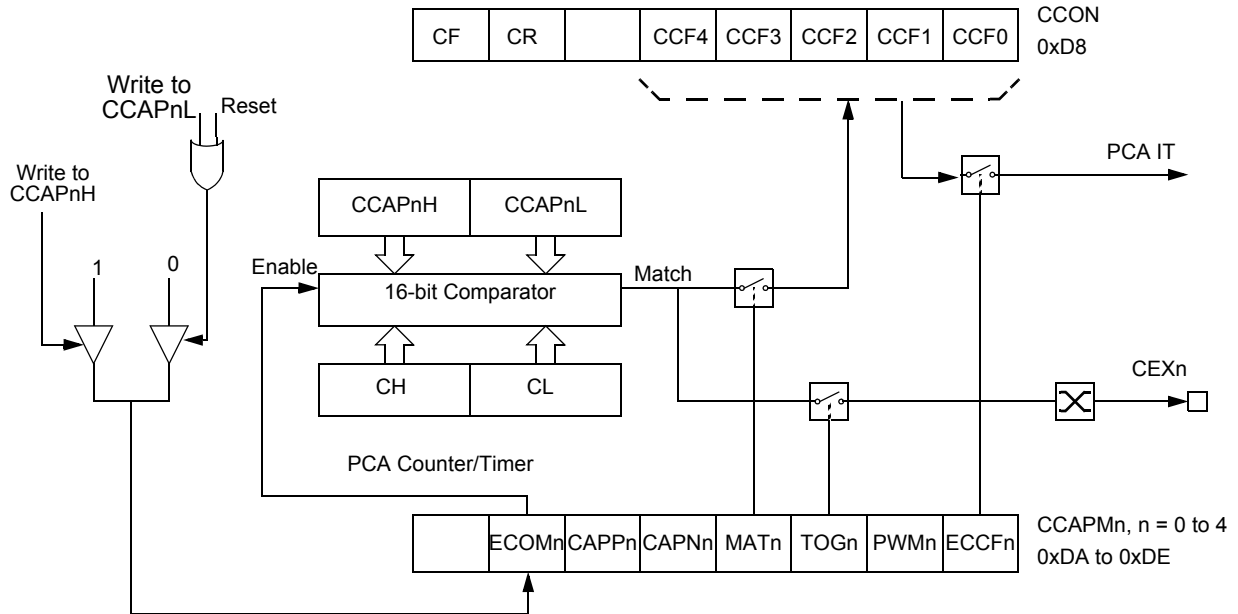 CF CR CCF4 CCF3 CCF2 CCF1 CCF0
CCON
0xD8
Write to
CCAPnL
Reset
PCA IT
Write to
CCAPnH
CCAPnH CCAPnL
1 0
Enable
16-bit Comparator
Match
CH CL
CEXn
PCA Counter/Timer
ECOMn CAPPn CAPNn MATn TOGn PWMn ECCFn
CCAPMn, n = 0 to 4
0xDA to 0xDE